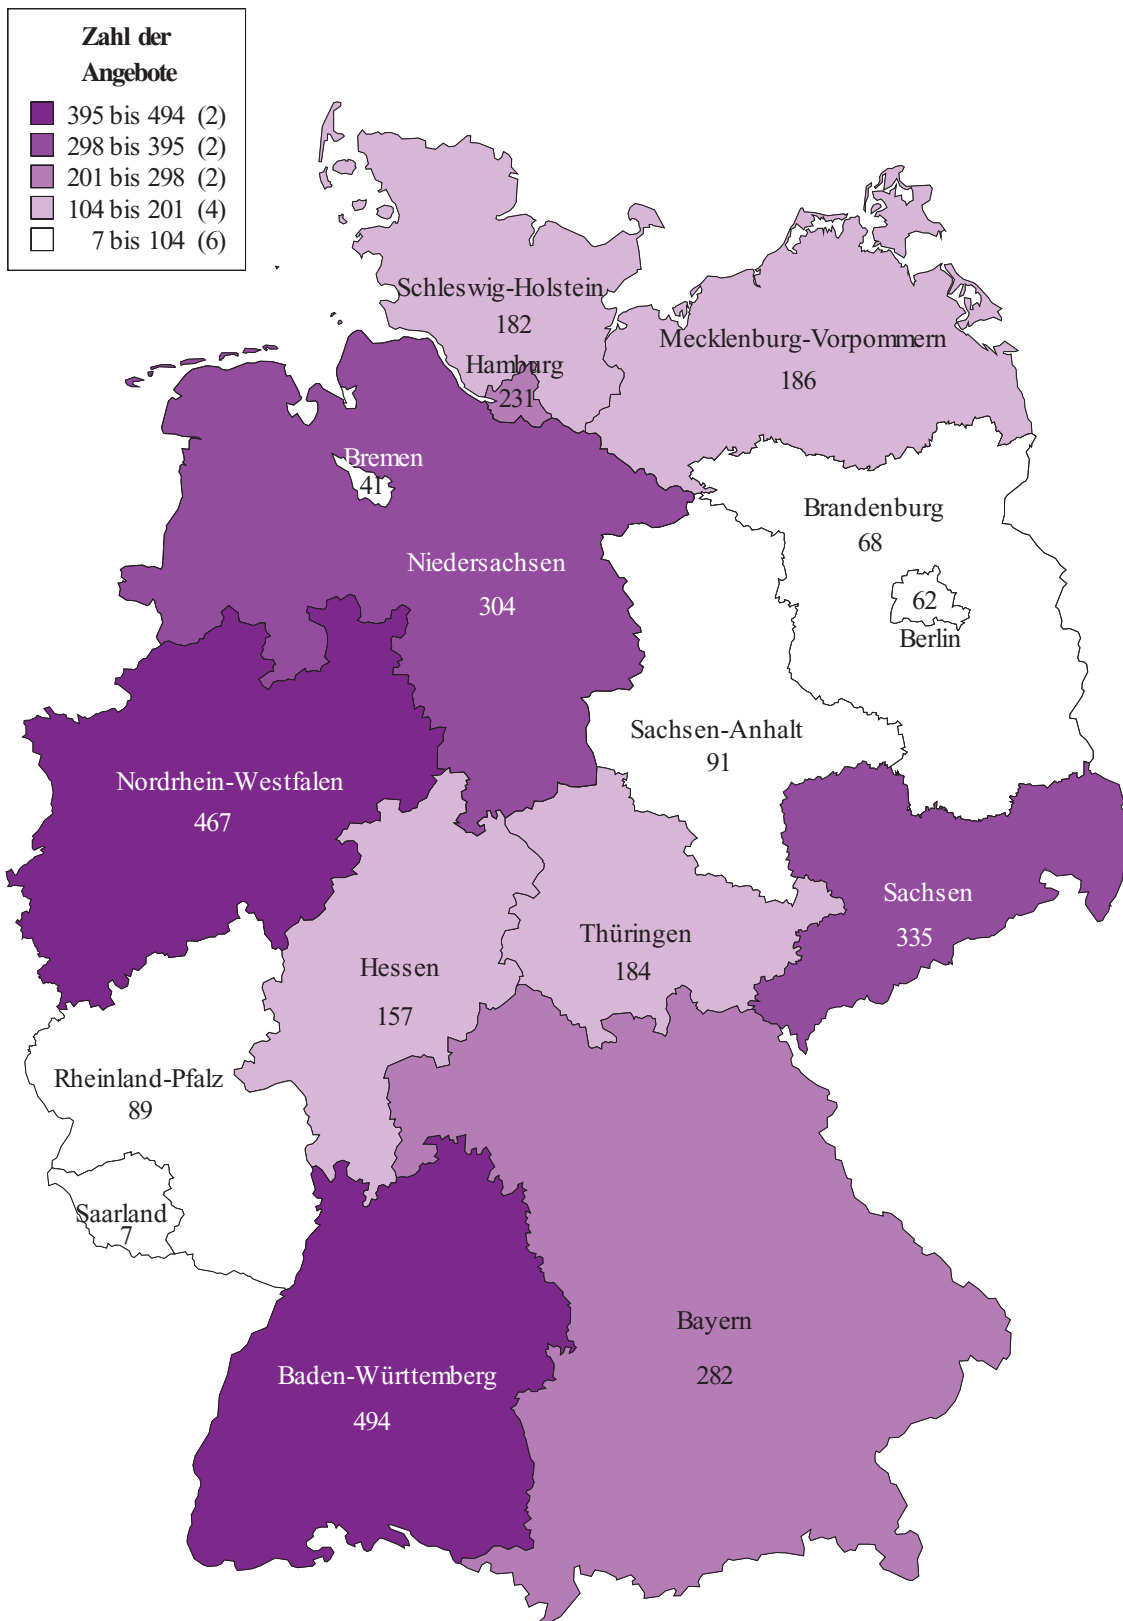 Zahl der
Angebote
395 bis 494 (2)
298 bis 395 (2)
201 bis 298 (2)
104 bis 201 (4)
7 bis 104 (6)
Schleswig-Holstein
182
Mecklenburg-Vorpommern
186
Hamburg
231
Bremen
41
Brandenburg
68
Niedersachsen
304
62
Berlin
Sachsen-Anhalt
91
Nordrhein-Westfalen
467
Sachsen
335
Thüringen
184
Hessen
157
Rheinland-Pfalz
89
Saarland
7
Bayern
282
Baden-Württemberg
494